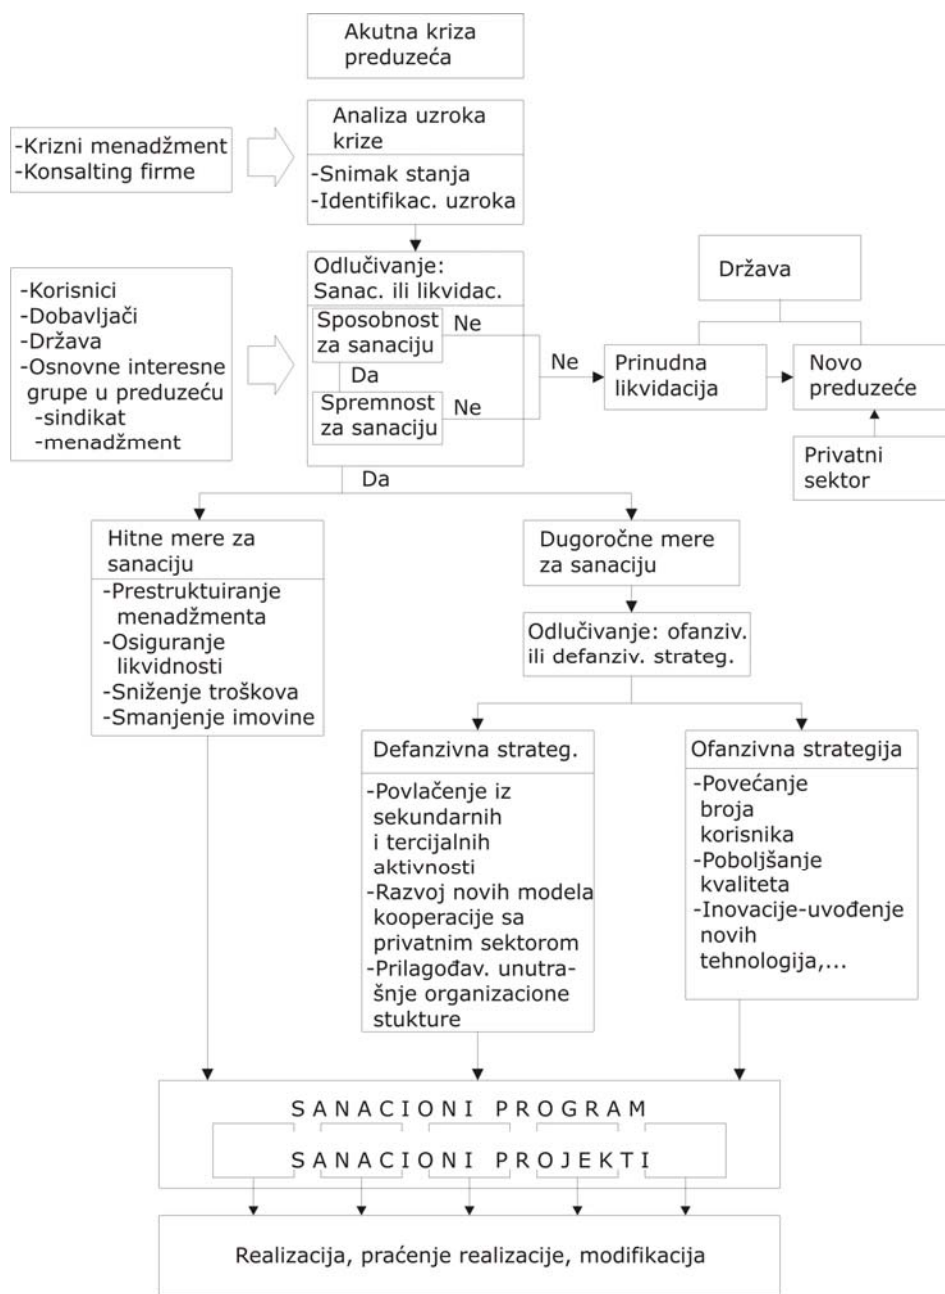 Akutna kriza
preduzeća
Analiza uzroka
krize
-Snimak stanja
-Identifikac. uzroka
-Krizni menadžment
-Konsalting firme
Odlučivanje:
Sanac. ili likvidac.
Sposobnost
za sanaciju
Ne
Da
Spremnost
za sanaciju
Ne
-Korisnici
-Dobavljači
-Država
-Osnovne interesne
grupe u preduzeću
-sindikat
-menadžment
Ne
Prinudna
likvidacija
Država
Novo
preduzeće
Privatni
sektor
Da
Hitne mere za
sanaciju
-Prestruktuiranje
menadžmenta
-Osiguranje
likvidnosti
-Sniženje troškova
-Smanjenje imovine
Dugoročne mere
za sanaciju
Odlučivanje: ofanziv.
ili defanziv. strateg.
Defanzivna strateg.
-Povlačenje iz
sekundarnih
i tercijalnih
aktivnosti
-Razvoj novih modela
kooperacije sa
privatnim sektorom
-Prilagođav. unutra-
šnje organizacione
stukture
Ofanzivna strategija
-Povećanje
broja
korisnika
-Poboljšanje
kvaliteta
-Inovacije-uvođenje
novih
tehnologija,...
SANACIONI PROGRAM
SANACIONI PROJEKTI
Realizacija, praćenje realizacije, modifikacija